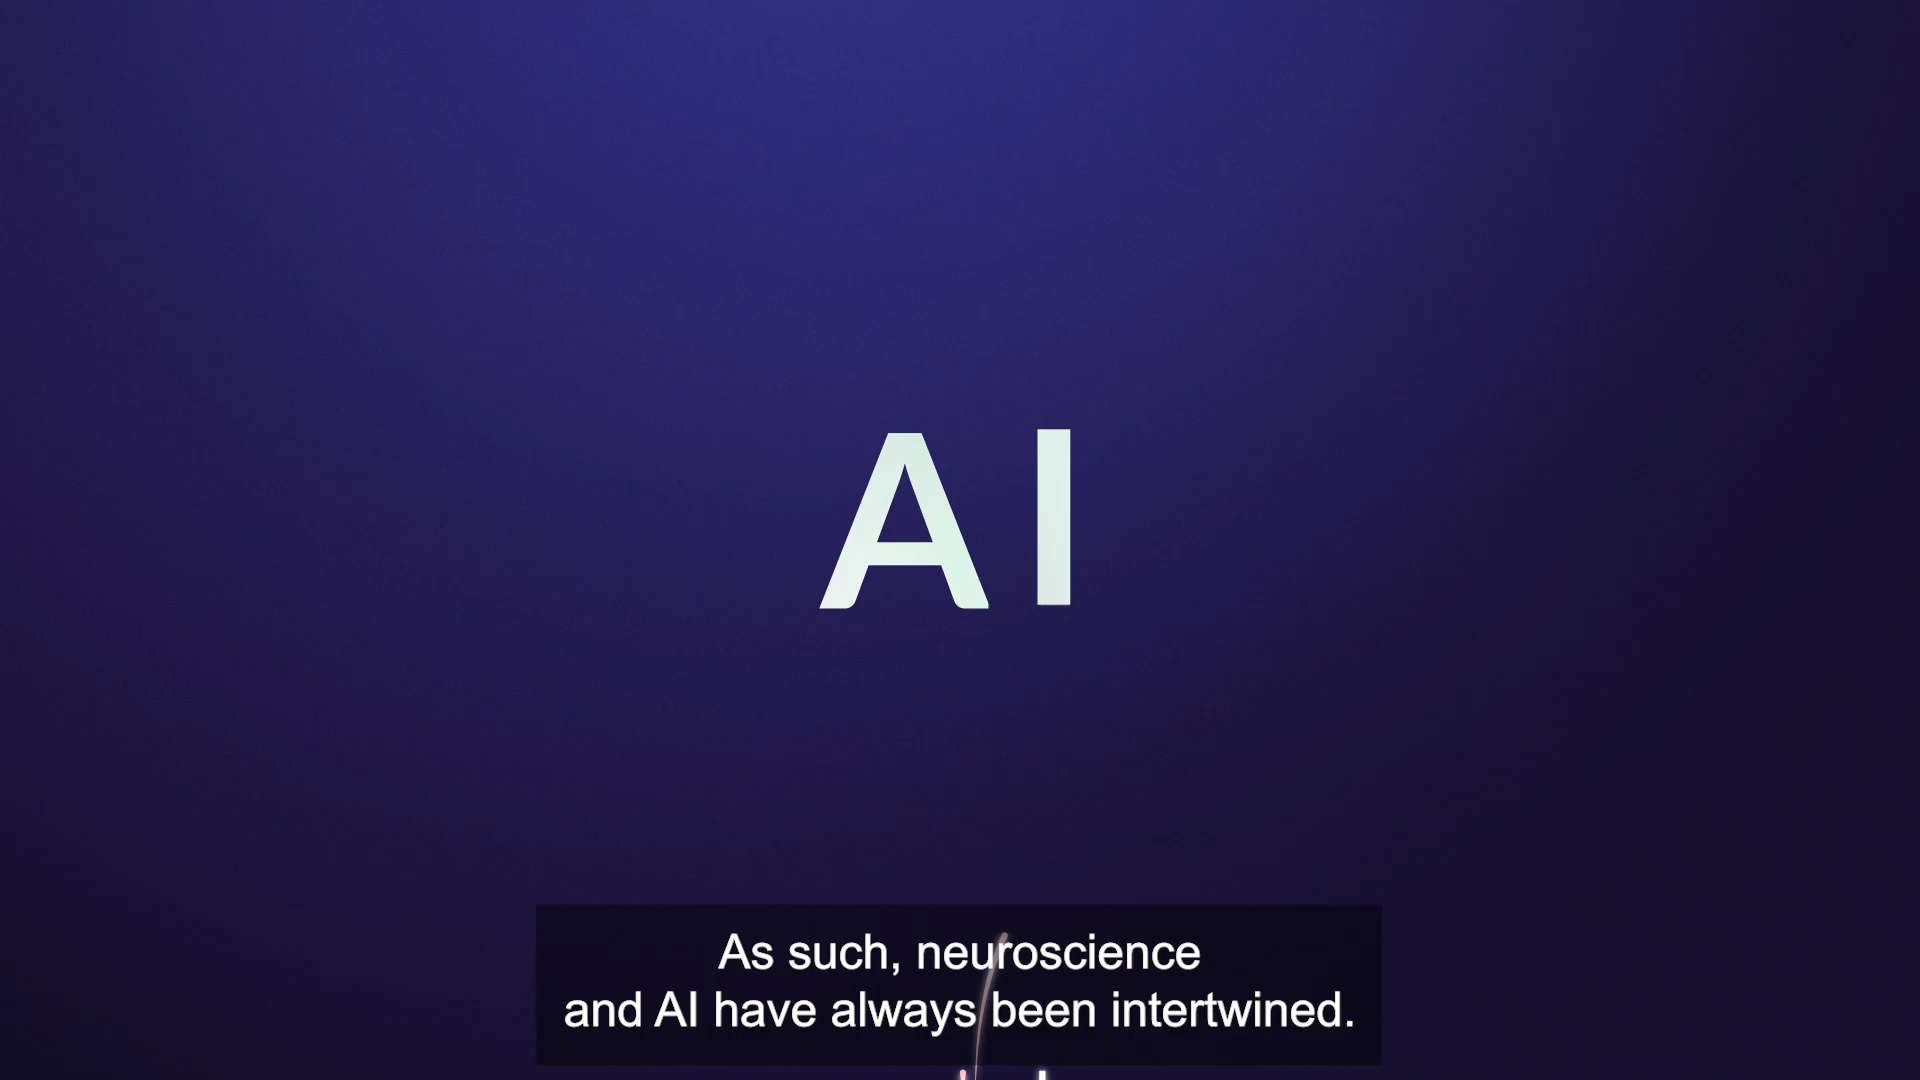 AI
As such, neuroscience
and AI have always been intertwined.